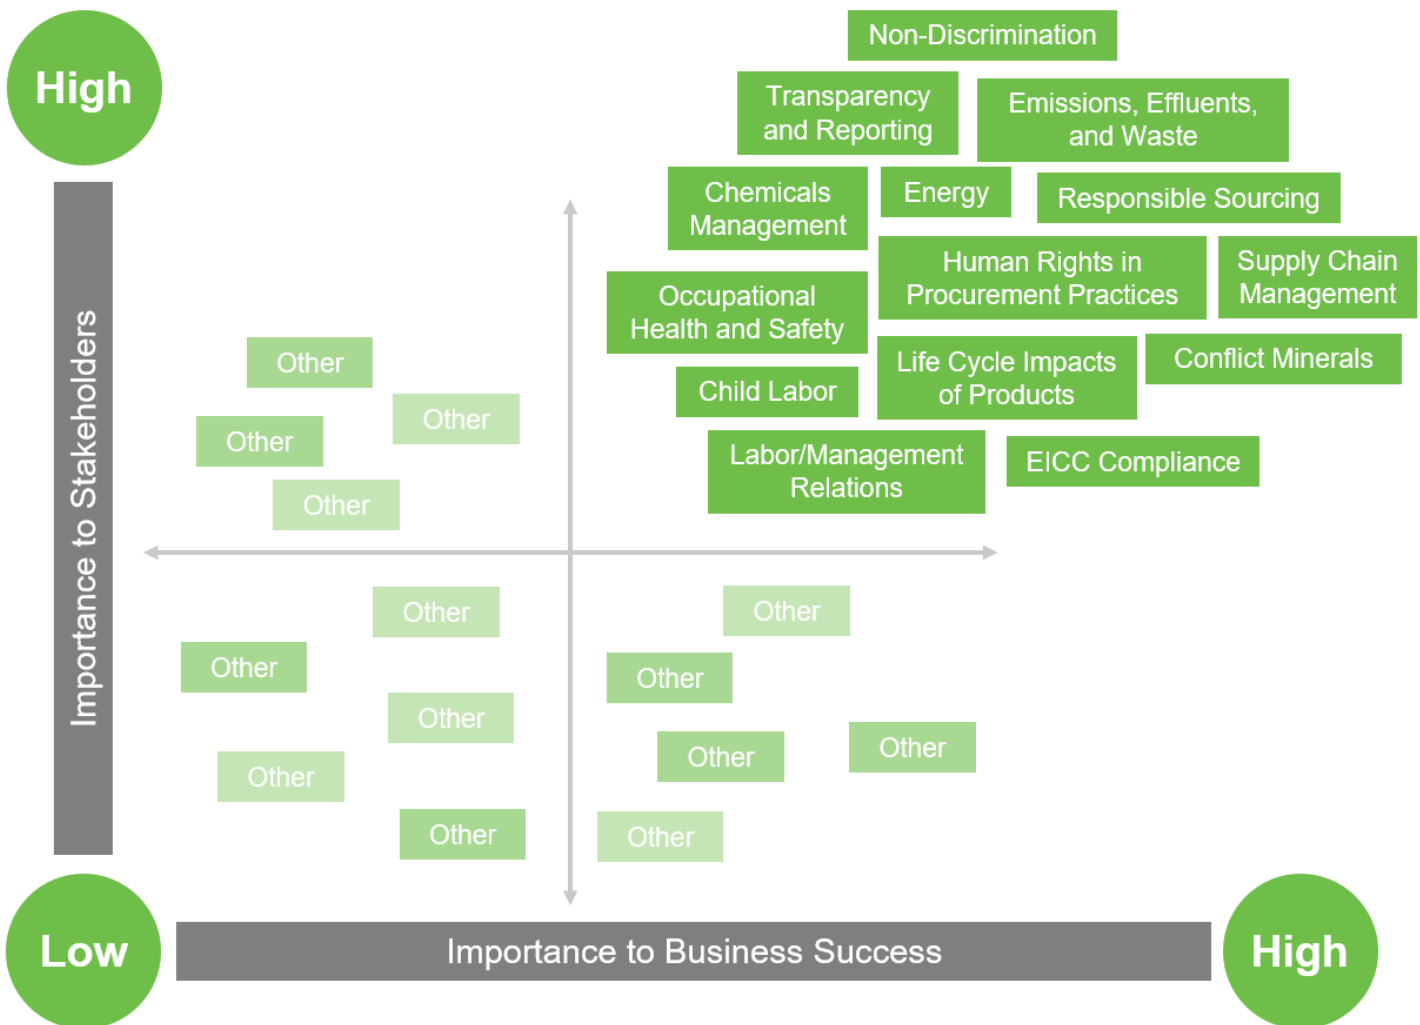 High
Non-Discrimination
Transparency
and Reporting
Emissions, Effluents,
and Waste
Chemicals
Management
Energy
Responsible Sourcing
Human Rights in
Procurement Practices
Supply Chain
Management
Occupational
Health and Safety
Life Cycle Impacts
of Products
Conflict Minerals
Child Labor
Labor/Management
Relations
EICC Compliance
Other
Other
Other
Other
Importance to Stakeholders
Other
Other
Other
Other
Other
Other
Other
Other
Other
Other
Low
Importance to Business Success
High